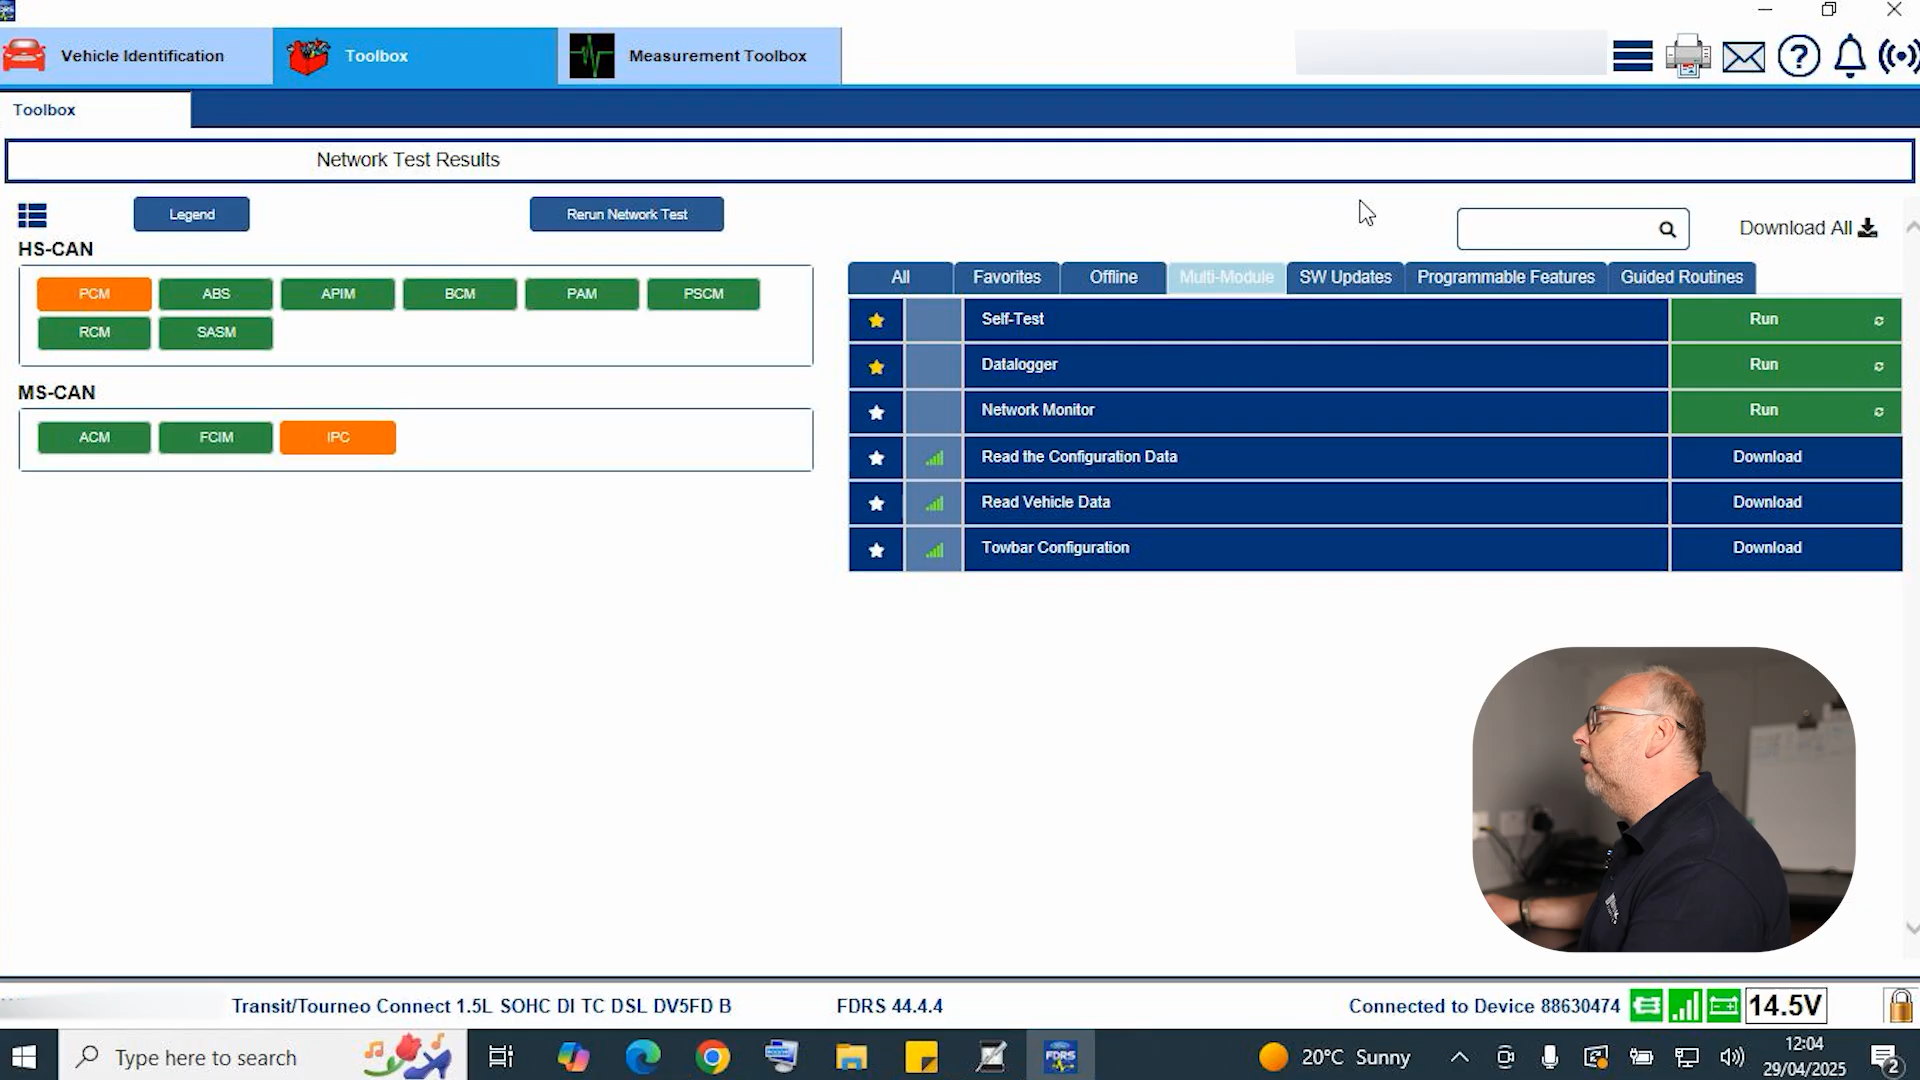 Vehicle Identification
Toolbox
Measurement Toolbox
Toolbox
Network Test Results
Legend
Rerun Network Test
Download All
HS-CAN
PCM
ABS
APIM
BCM
PAM
PSCM
RCM
SASM
MS-CAN
ACM
FCIM
IPC
All
Favorites
Offline
Multi-Module
SW Updates
Programmable Features
Guided Routines
Self-Test
Run
Datalogger
Run
Network Monitor
Run
Read the Configuration Data
Download
Read Vehicle Data
Download
Towbar Configuration
Download
Transit/Tourneo Connect 1.5L SOHC DI TC DSL DV5FD B
FDRS 44.4.4
Connected to Device 88630474
14.5V
Type here to search
FDRS
20°C Sunny
12:04
29/04/2025
2